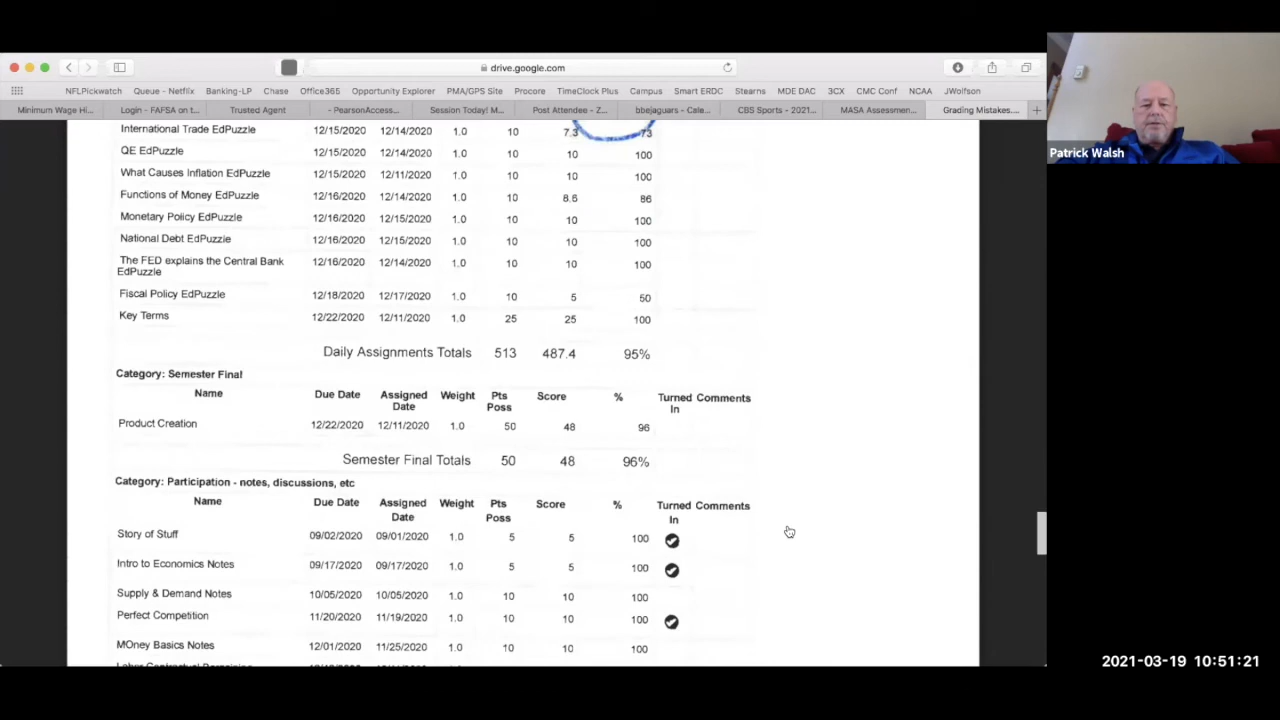 drive.google.com
NFLPickwatch Queue - Netflix Banking-LP Chase Office365 Opportunity Explorer PMA/GPS Site Procore TimeClock Plus Campus Smart ERDC Stearns MDE DAC 3CX CMC Conf NCAA JWolfson
Minimum Wage Hi... Login - FAFSA on t... Trusted Agent - PearsonAcces... Session Today! M... Post Attendee - Z... bbejaguars - Cale... CBS Sports - 2021... MASA Assessmen... Grading Mistakes....
International Trade EdPuzzle 12/15/2020 12/14/2020 1.0 10 7.3 73
QE EdPuzzle 12/15/2020 12/14/2020 1.0 10 10 100
What Causes Inflation EdPuzzle 12/15/2020 12/11/2020 1.0 10 10 100
Functions of Money EdPuzzle 12/16/2020 12/14/2020 1.0 10 8.6 86
Monetary Policy EdPuzzle 12/16/2020 12/15/2020 1.0 10 10 100
National Debt EdPuzzle 12/16/2020 12/15/2020 1.0 10 10 100
The FED explains the Central Bank 12/16/2020 12/14/2020 1.0 10 10 100
EdPuzzle
Fiscal Policy EdPuzzle 12/18/2020 12/17/2020 1.0 10 5 50
Key Terms 12/22/2020 12/11/2020 1.0 25 25 100
Daily Assignments Totals 513 487.4 95%
Category: Semester Final
Name Due Date Assigned Weight Pts Score % Turned Comments
Date Poss In
Product Creation 12/22/2020 12/11/2020 1.0 50 48 96
Semester Final Totals 50 48 96%
Category: Participation - notes, discussions, etc
Name Due Date Assigned Weight Pts Score % Turned Comments
Date Poss In
Story of Stuff 09/02/2020 09/01/2020 1.0 5 5 100
Intro to Economics Notes 09/17/2020 09/17/2020 1.0 5 5 100
Supply & Demand Notes 10/05/2020 10/05/2020 1.0 10 10 100
Perfect Competition 11/20/2020 11/19/2020 1.0 10 10 100
MOney Basics Notes 12/01/2020 11/25/2020 1.0 10 10 100
Patrick Walsh
2021-03-19 10:51:21